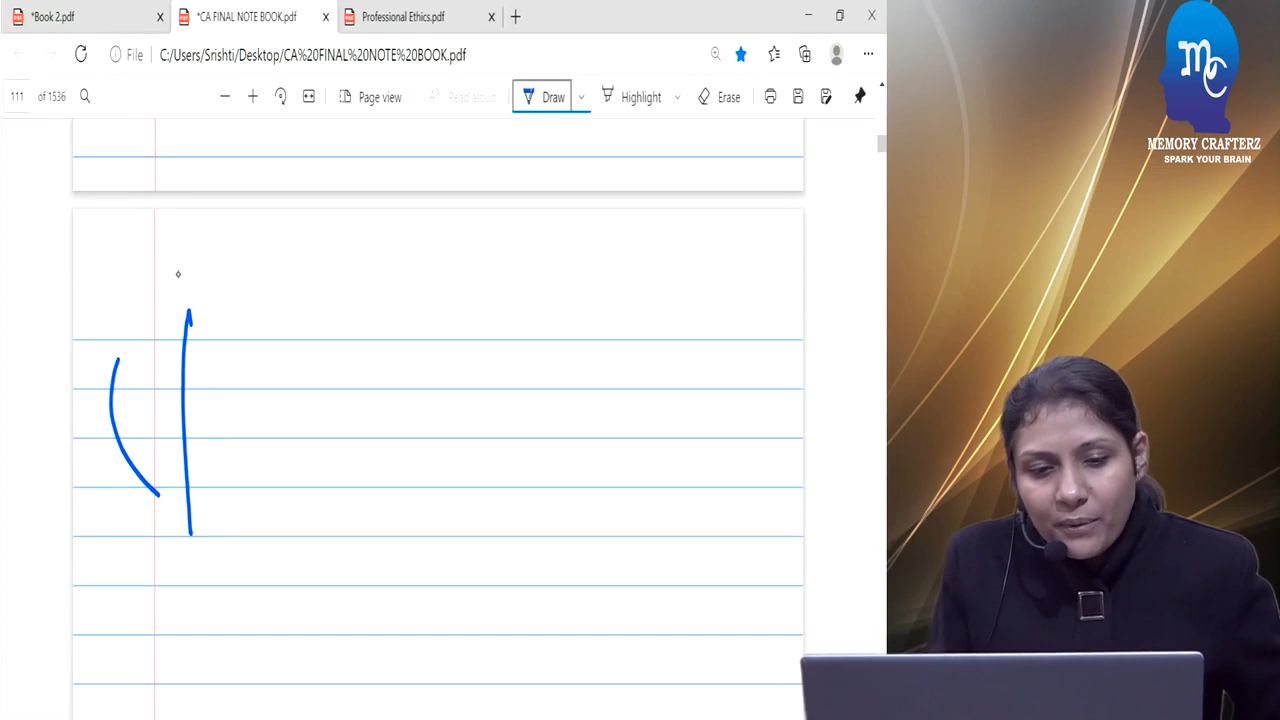 *Book 2.pdf
*CA FINAL NOTE BOOK.pdf
Professional Ethics.pdf
File
C:/Users/Srishti/Desktop/CA%20FINAL%20NOTE%20BOOK.pdf
111 of 1536
Page view
Read aloud
Draw
Highlight
Erase
MC
MEMORY CRAFTERZ
SPARK YOUR BRAIN